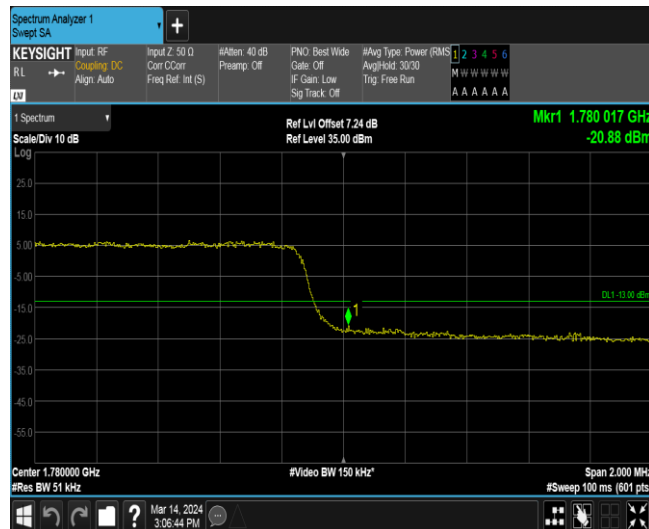 Spectrum Analyzer 1
Swept SA
+
KEYSIGHT Input: RF Input Z: 50 Ω #Atten: 40 dB PNO: Best Wide #Avg Type: Power (RMS 1 2 3 4 5 6
RL Coupling: DC Corr CCorr Preamp: Off Gate: Off Avg|Hold: 30/30 M W W W W W
Align: Auto Freq Ref: Int (S) IF Gain: Low Trig: Free Run
LXI Sig Track: Off A A A A A A
1 Spectrum Ref Lvl Offset 7.24 dB Mkr1 1.780 017 GHz
Scale/Div 10 dB Ref Level 35.00 dBm -20.88 dBm
Log
25.0
15.0
5.00
-5.00
DL1 -13.00 dBm
1
-15.0
-25.0
-35.0
-45.0
-55.0
Center 1.78000 GHz #Video BW 150 kHz* Span 2.000 MHz
#Res BW 51 kHz #Sweep 100 ms (601 pts
? Mar 14, 2024
3:06:44 PM